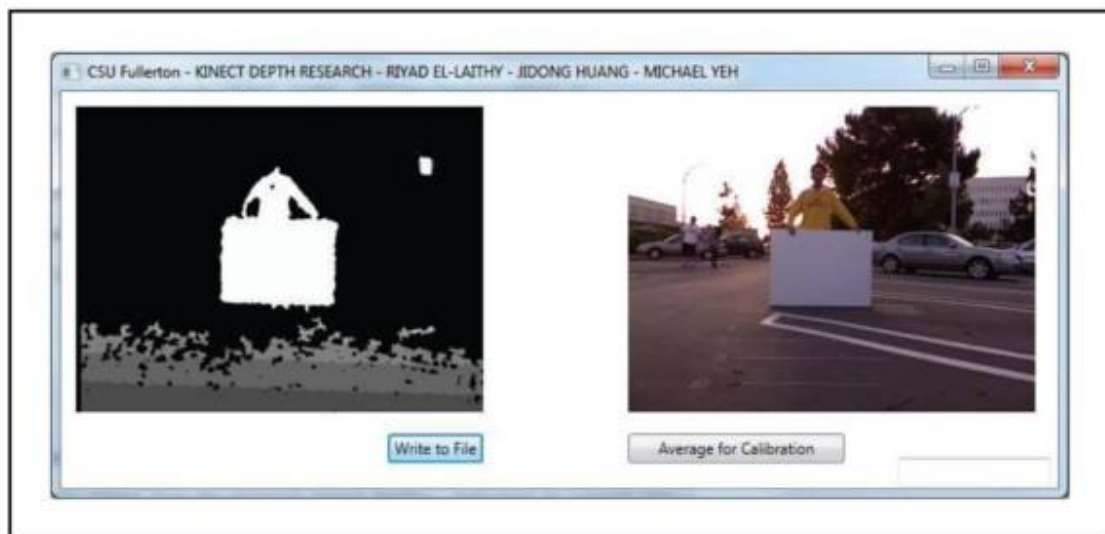 CSU Fullerton - KINECT DEPTH RESEARCH - RIYAD EL-LAITHY - JIDONG HUANG - MICHAEL YEH
Write to File
Average for Calibration